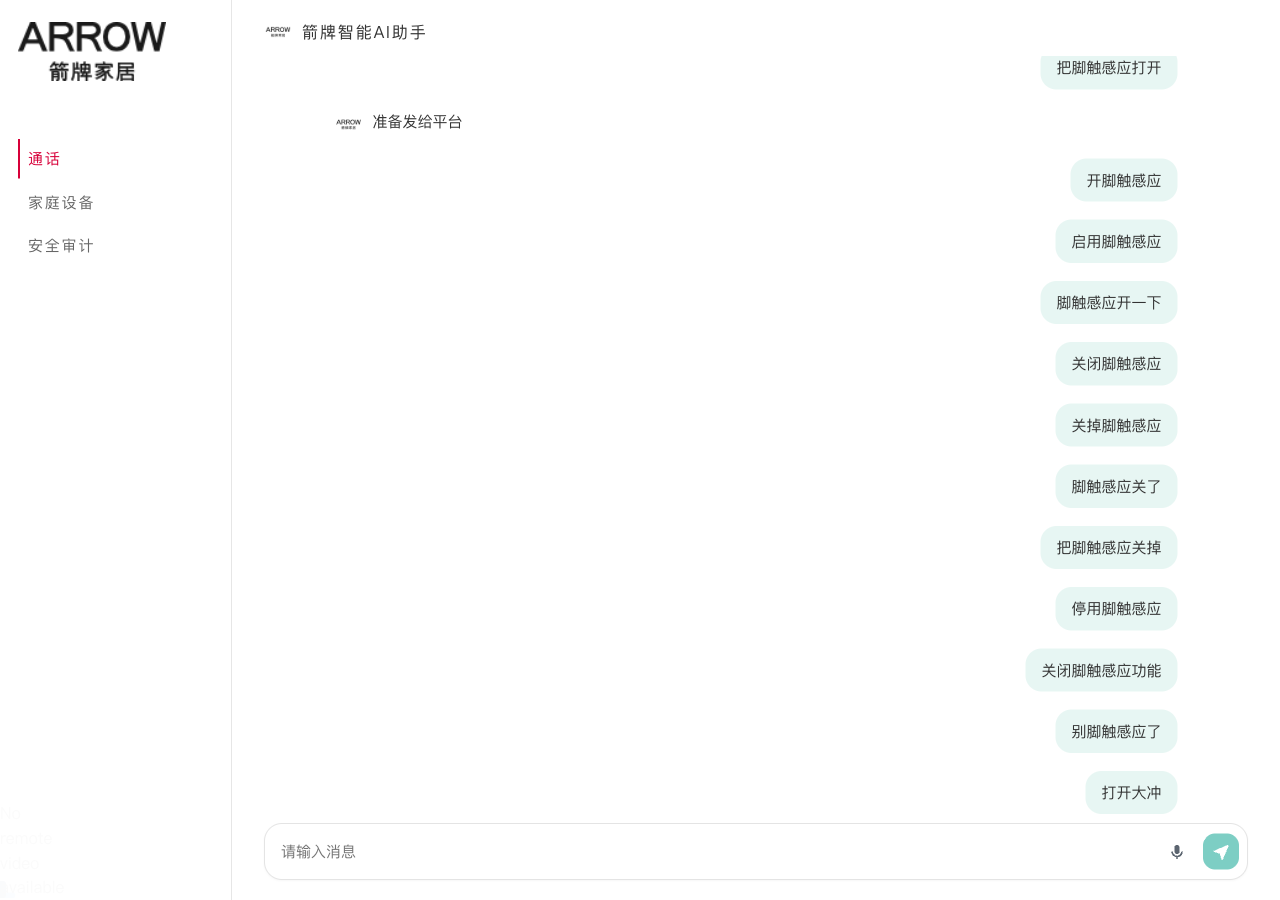 ARROW
箭牌家居
通话
家庭设备
安全审计
ARROW
箭牌智能AI助手
把脚触感应打开
ARROW
准备发给平台
开脚触感应
启用脚触感应
脚触感应开一下
关闭脚触感应
关掉脚触感应
脚触感应关了
把脚触感应关掉
停用脚触感应
关闭脚触感应功能
别脚触感应了
打开大冲
请输入消息